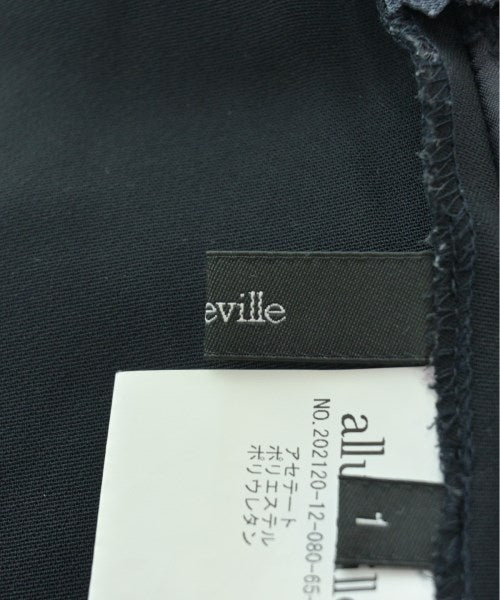 eville
allu
NO.202120-12-080-65-
アセテート
ポリエステル
ポリウレタン
1